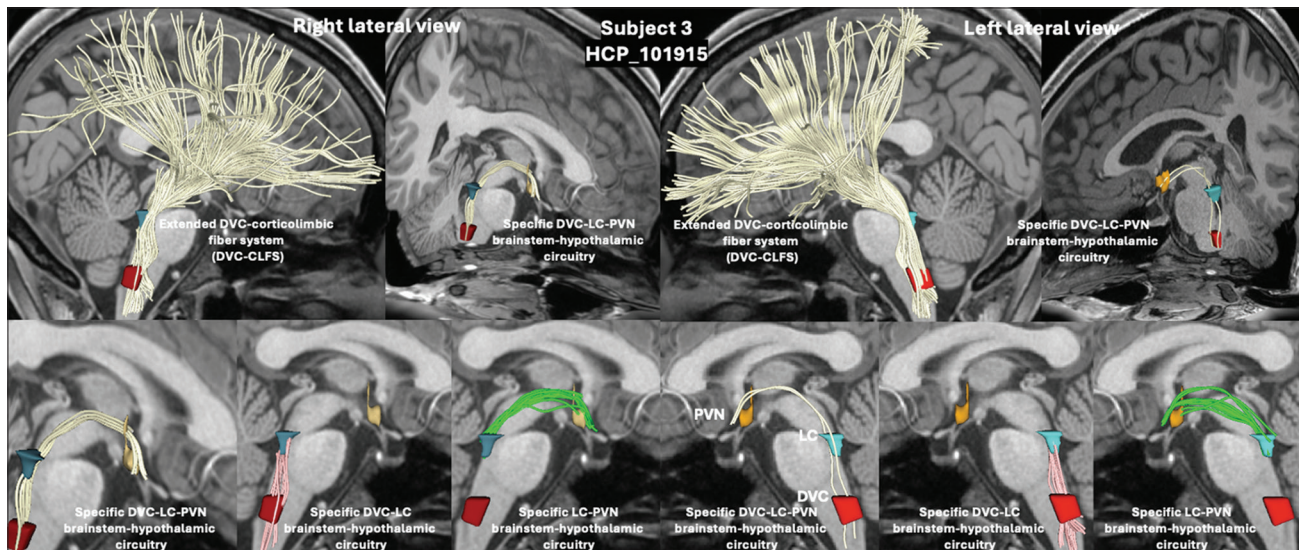 Right lateral view
Subject 3
HCP_101915
Left lateral view
Extended DVC-corticolimbic
fiber system
(DVC-CLFS)
Specific DVC-LC-PVN
brainstem-hypothalamic
circuitry
Extended DVC-corticolimbic
fiber system
(DVC-CLFS)
Specific DVC-LC-PVN
brainstem-hypothalamic
circuitry
Specific DVC-LC-PVN
brainstem-hypothalamic
circuitry
Specific DVC-LC
brainstem-hypothalamic
circuitry
Specific LC-PVN
brainstem-hypothalamic
circuitry
PVN
LC
DVC
Specific DVC-LC-PVN
brainstem-hypothalamic
circuitry
Specific DVC-LC
brainstem-hypothalamic
circuitry
Specific LC-PVN
brainstem-hypothalamic
circuitry